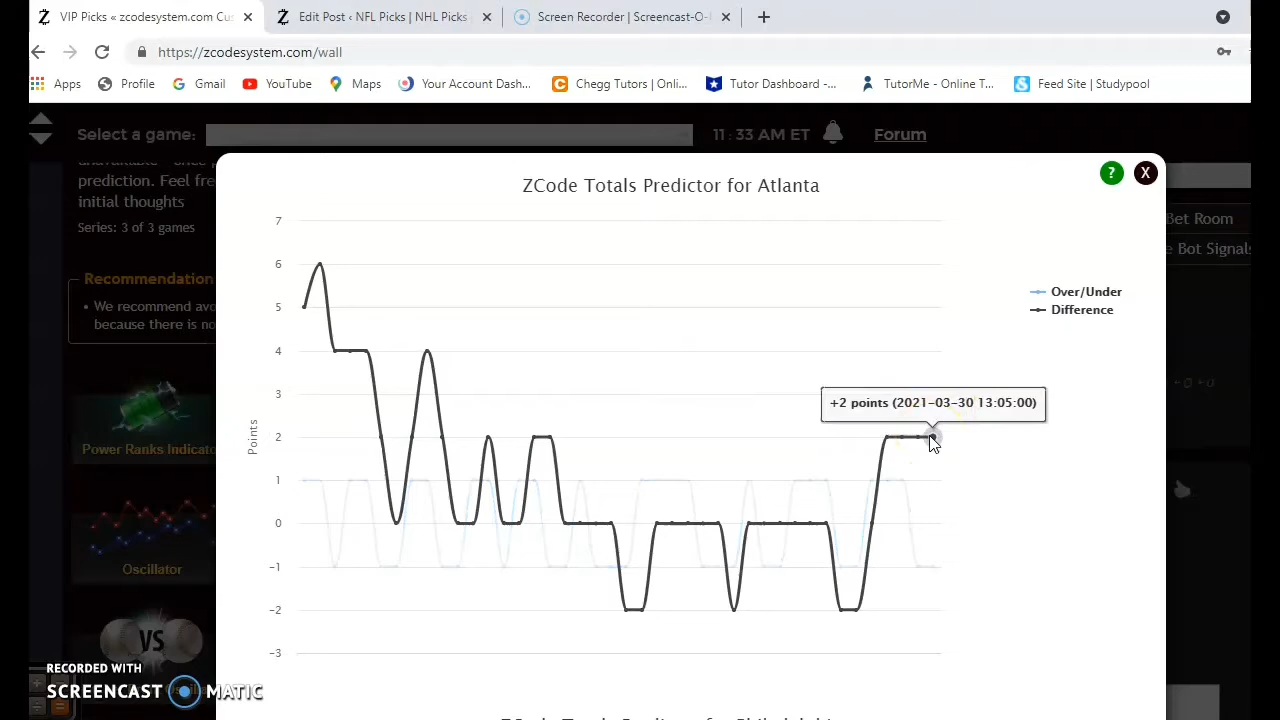 VIP Picks « zcodesystem.com Cu
Edit Post ‹ NFL Picks | NHL Picks
Screen Recorder | Screencast-O-
https://zcodesystem.com/wall
Apps
Profile
Gmail
YouTube
Maps
Your Account Dash...
Chegg Tutors | Onli...
Tutor Dashboard -...
TutorMe - Online T...
Feed Site | Studypool
Select a game:
11:33 AM ET
Forum
prediction. Feel fre
initial thoughts
Series: 3 of 3 games
Recommendation
• We recommend avo
because there is no
Power Ranks Indicato
Oscillator
VS
Bet Room
e Bot Signals
? X
ZCode Totals Predictor for Atlanta
7
6
5
4
3
2
1
0
-1
-2
-3
Points
Over/Under
Difference
+2 points (2021-03-30 13:05:00)
RECORDED WITH
SCREENCAST MATIC